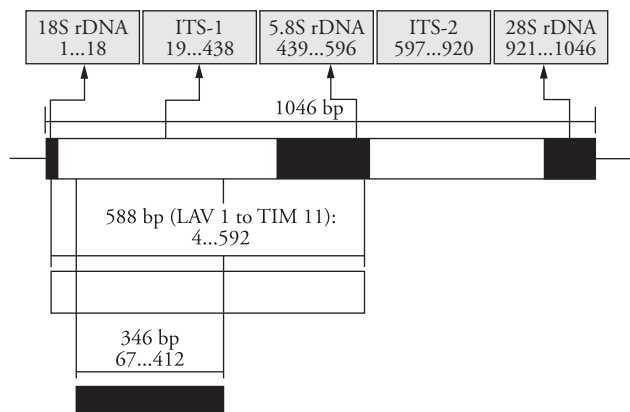 18S rDNA
1...18
ITS-1
19...438
5.8S rDNA
439...596
ITS-2
597...920
28S rDNA
921...1046
1046 bp
588 bp (LAV 1 to TIM 11):
4...592
346 bp
67...412